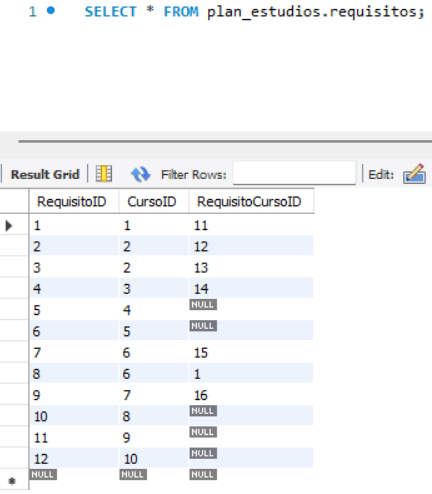 1 SELECT * FROM plan_estudios.requisitos;
Result Grid Filter Rows: Edit:
RequisitoID CursoID RequisitoCursoID
1 1 11
2 2 12
3 2 13
4 3 14
5 4 NULL
6 5 NULL
7 6 15
8 6 1
9 7 16
10 8 NULL
11 9 NULL
12 10 NULL
NULL NULL NULL